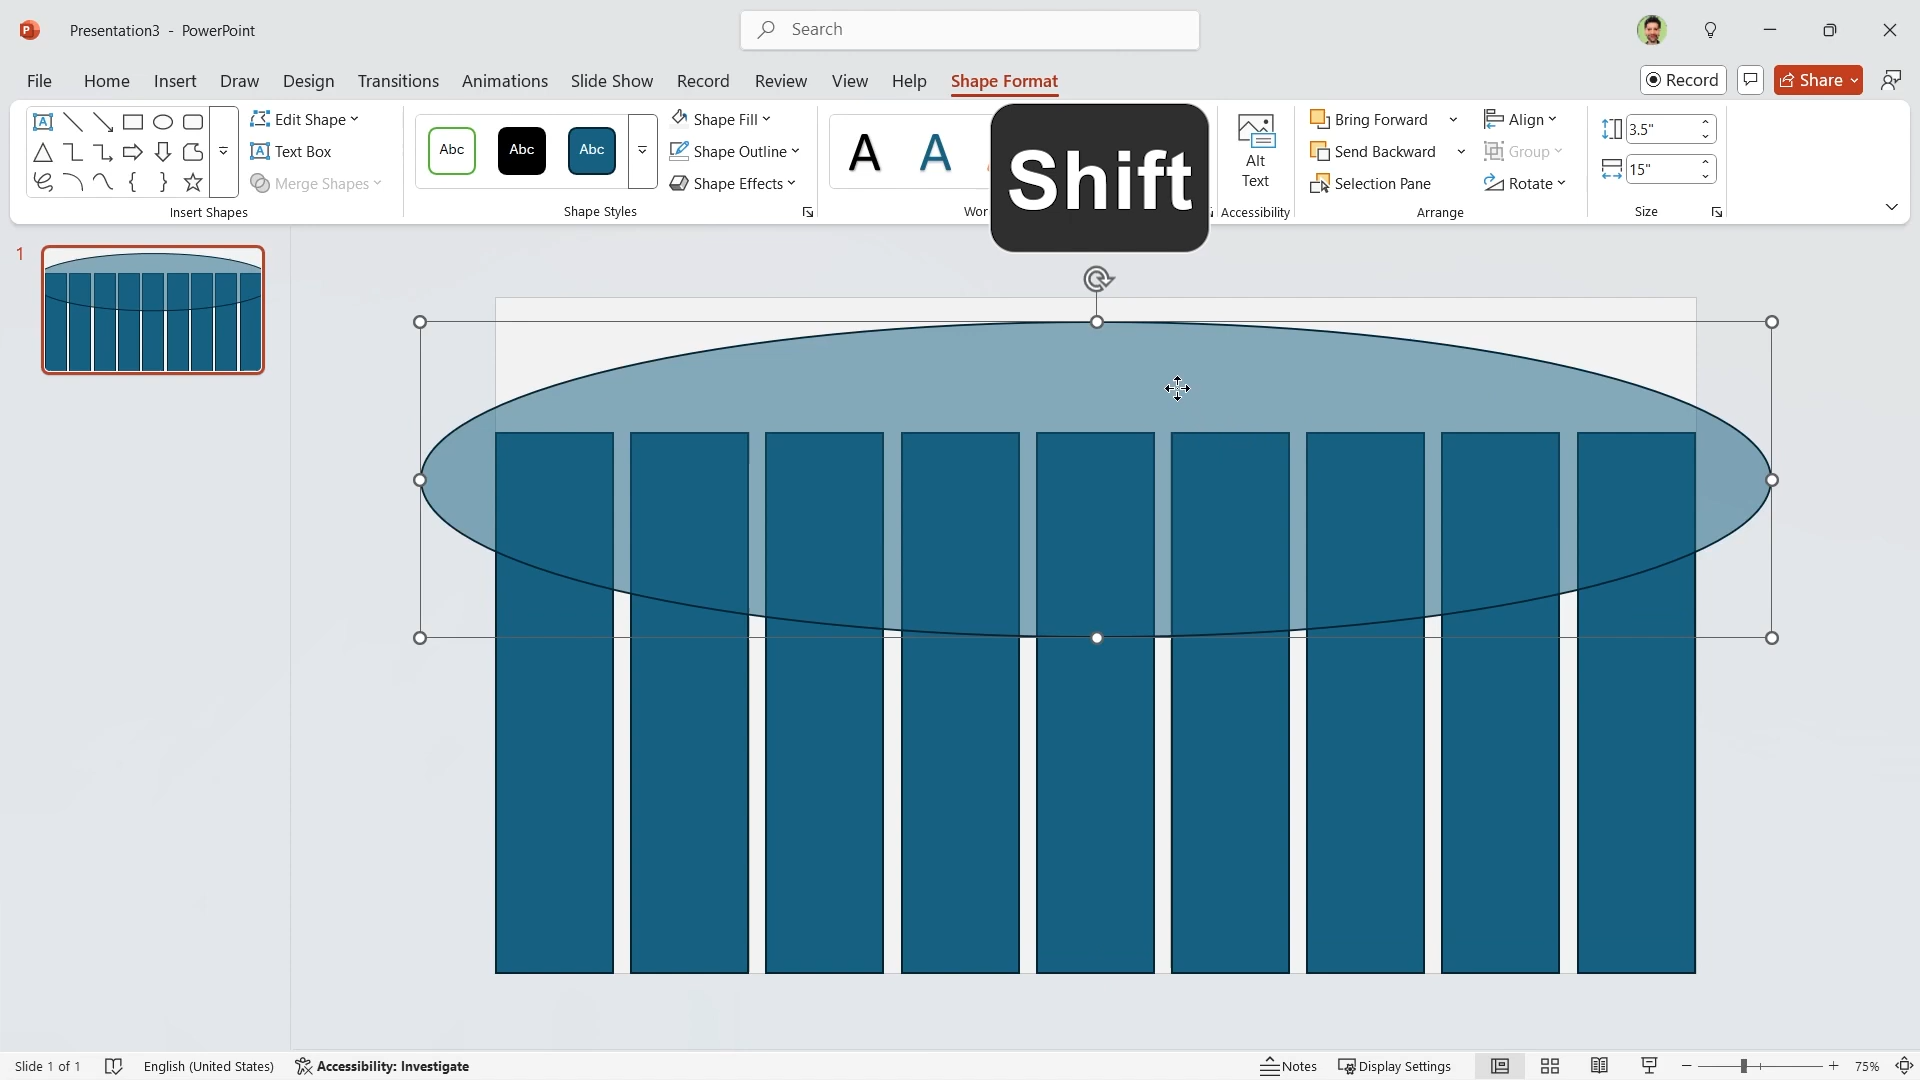 Presentation3 - PowerPoint
Search
File Home Insert Draw Design Transitions Animations Slide Show Record Review View Help Shape Format
Record
Share
Edit Shape
Text Box
Merge Shapes
Insert Shapes
Abc Abc Abc
Shape Fill
Shape Outline
Shape Effects
Shape Styles
A A
Wor
Shift
Alt
Text
Accessibility
Bring Forward
Send Backward
Selection Pane
Align
Group
Rotate
Arrange
3.5"
15"
Size
1
Slide 1 of 1 English (United States) Accessibility: Investigate Notes Display Settings 75%